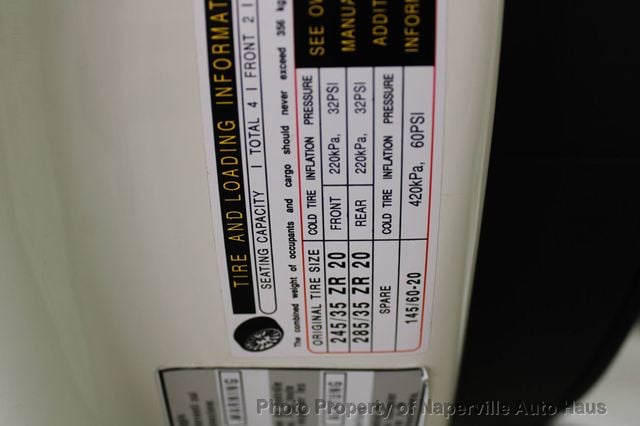 TIRE AND LOADING INFORMAT
SEATING CAPACITY | TOTAL 4 | FRONT 2 |
The combined weight of occupants and cargo should never exceed 356 kg
ORIGINAL TIRE SIZE COLD TIRE INFLATION PRESSURE SEE OW
245/35 ZR 20 FRONT 220kPa, 32PSI MANUA
285/35 ZR 20 REAR 220kPa, 32PSI ADDIT
SPARE COLD TIRE INFLATION PRESSURE INFORM
145/60-20 420kPa, 60PSI
WARNING
Photo Property of Naperville Auto Haus